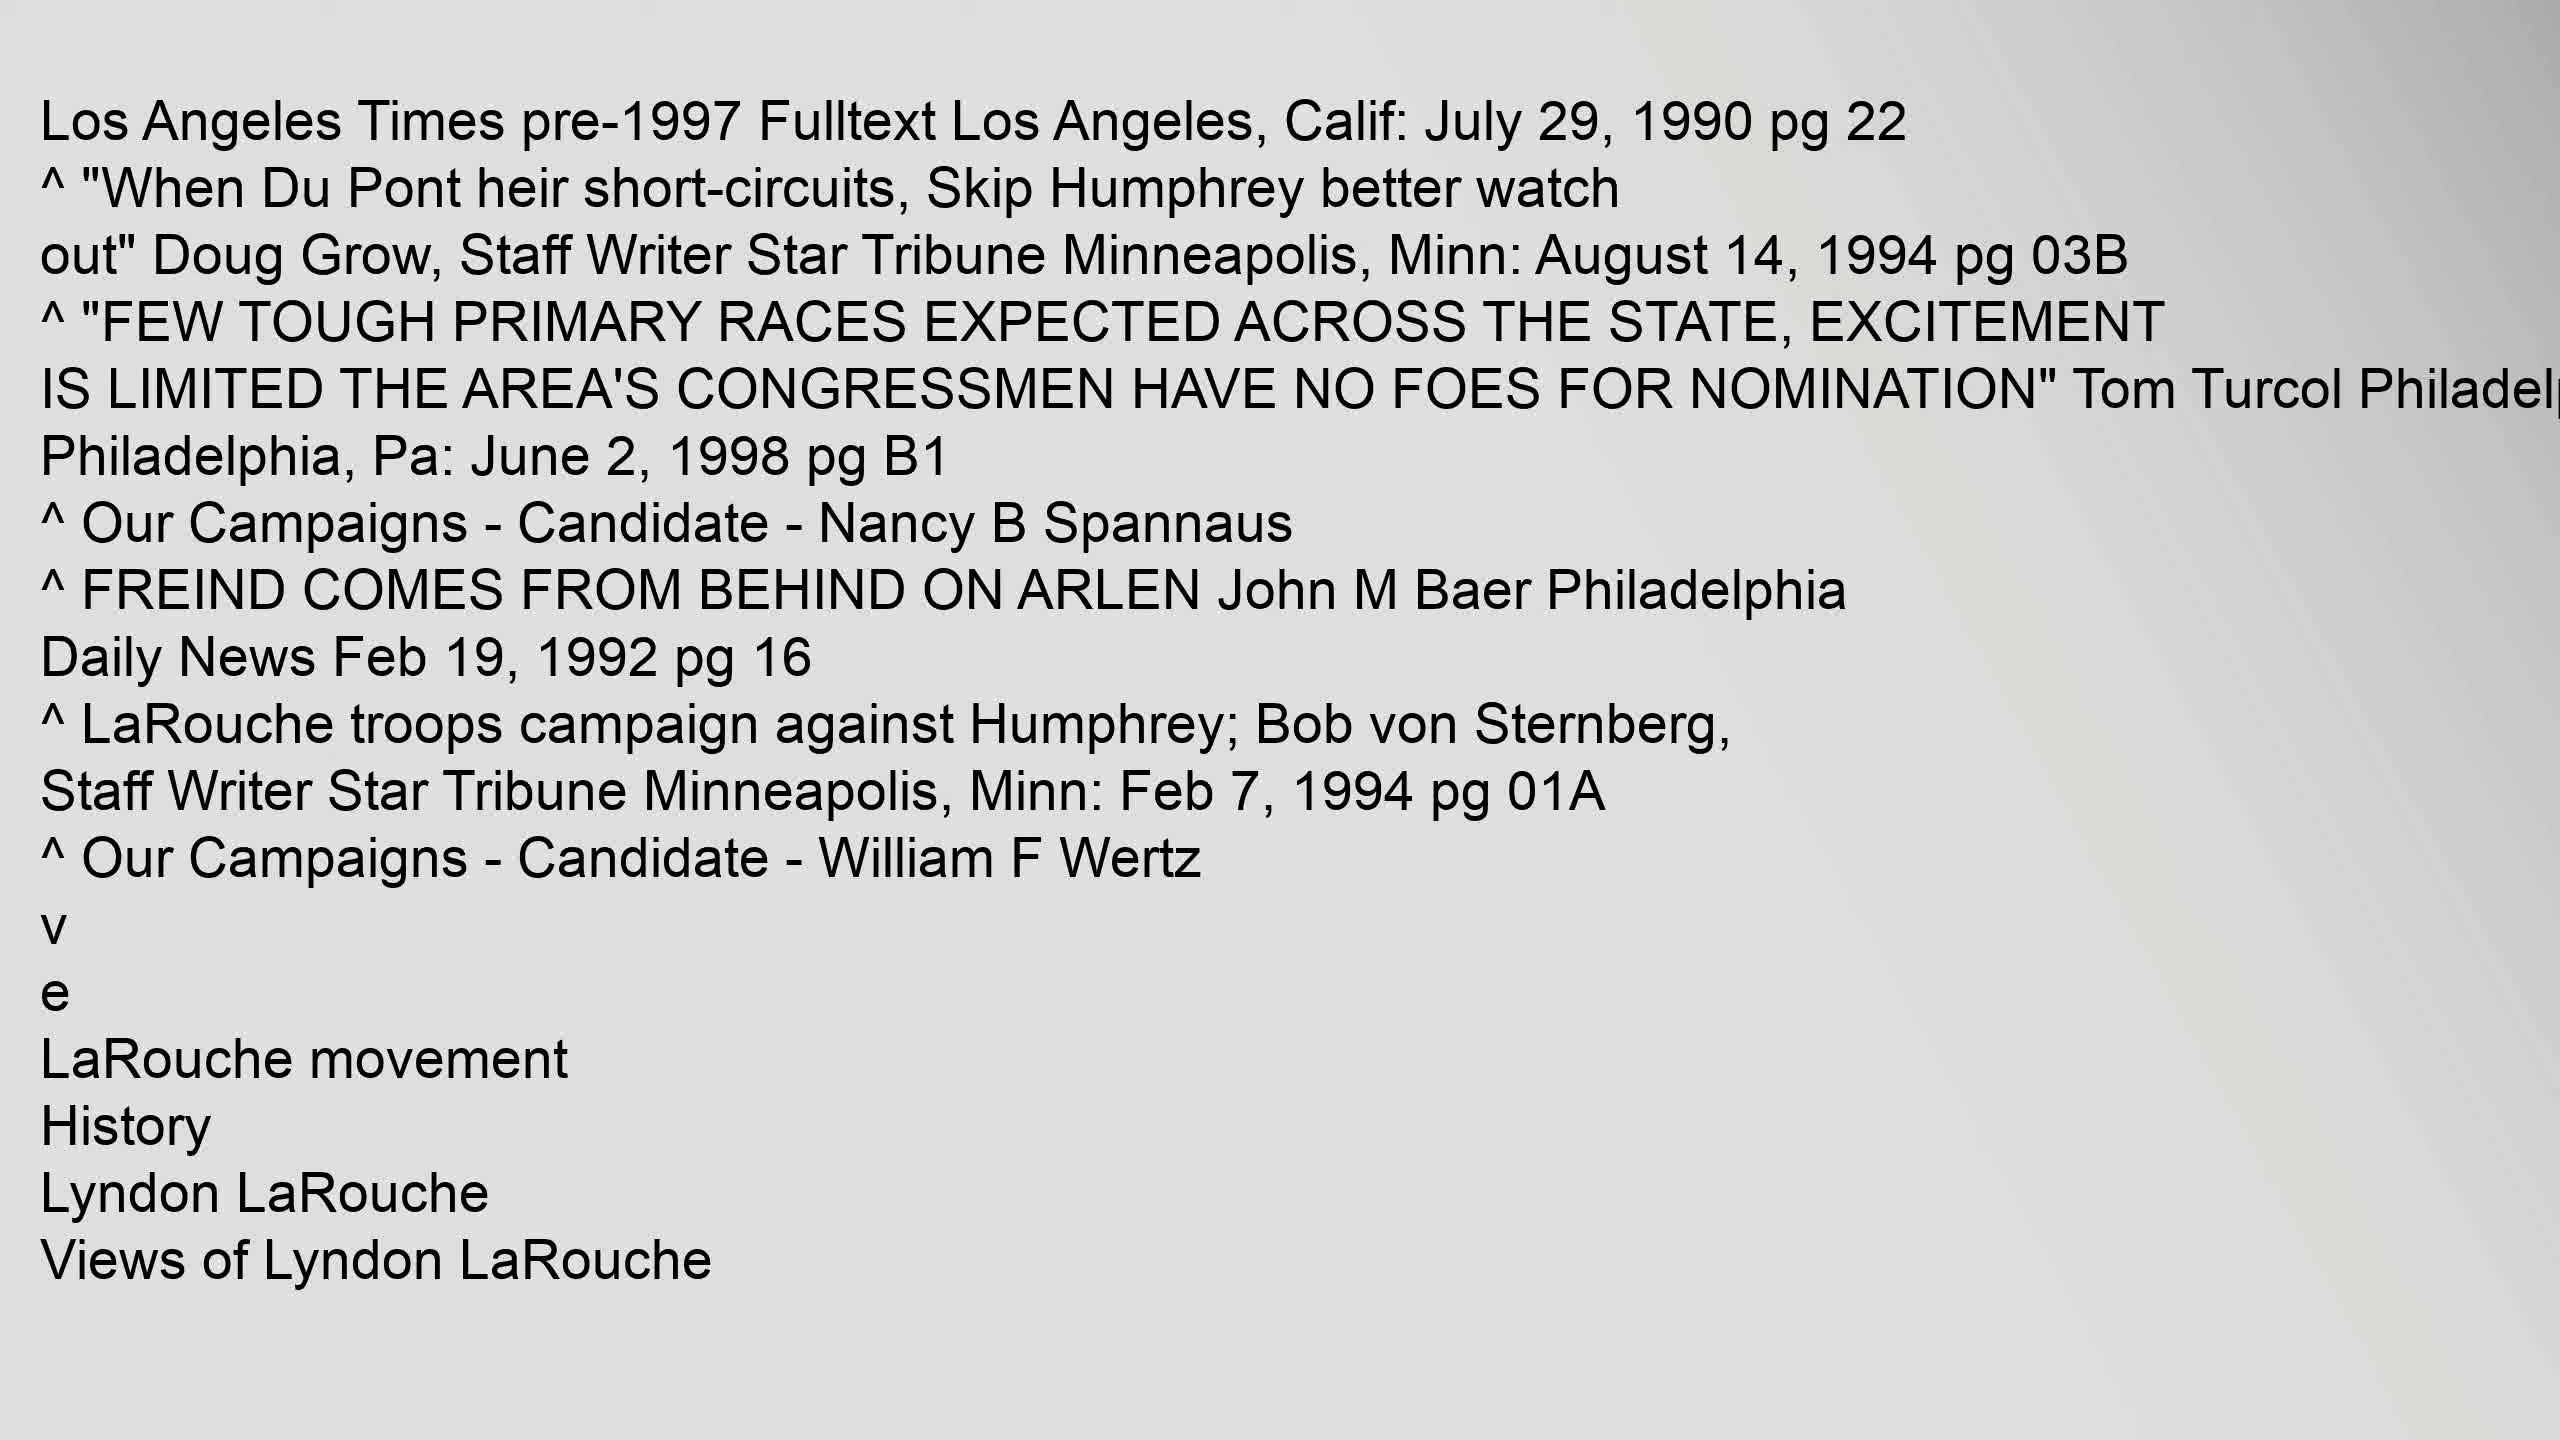 Los Angeles Times pre-1997 Fulltext Los Angeles, Calif: July 29, 1990 pg 22
^ "When Du Pont heir short-circuits, Skip Humphrey better watch
out" Doug Grow, Staff Writer Star Tribune Minneapolis, Minn: August 14, 1994 pg 03B
^ "FEW TOUGH PRIMARY RACES EXPECTED ACROSS THE STATE, EXCITEMENT
IS LIMITED THE AREA'S CONGRESSMEN HAVE NO FOES FOR NOMINATION" Tom Turcol
Philadelphia, Pa: June 2, 1998 pg B1
^ Our Campaigns - Candidate - Nancy B Spannaus
^ FREIND COMES FROM BEHIND ON ARLEN John M Baer Philadelphia
Daily News Feb 19, 1992 pg 16
^ LaRouche troops campaign against Humphrey; Bob von Sternberg,
Staff Writer Star Tribune Minneapolis, Minn: Feb 7, 1994 pg 01A
^ Our Campaigns - Candidate - William F Wertz
v
e
LaRouche movement
History
Lyndon LaRouche
Views of Lyndon LaRouche